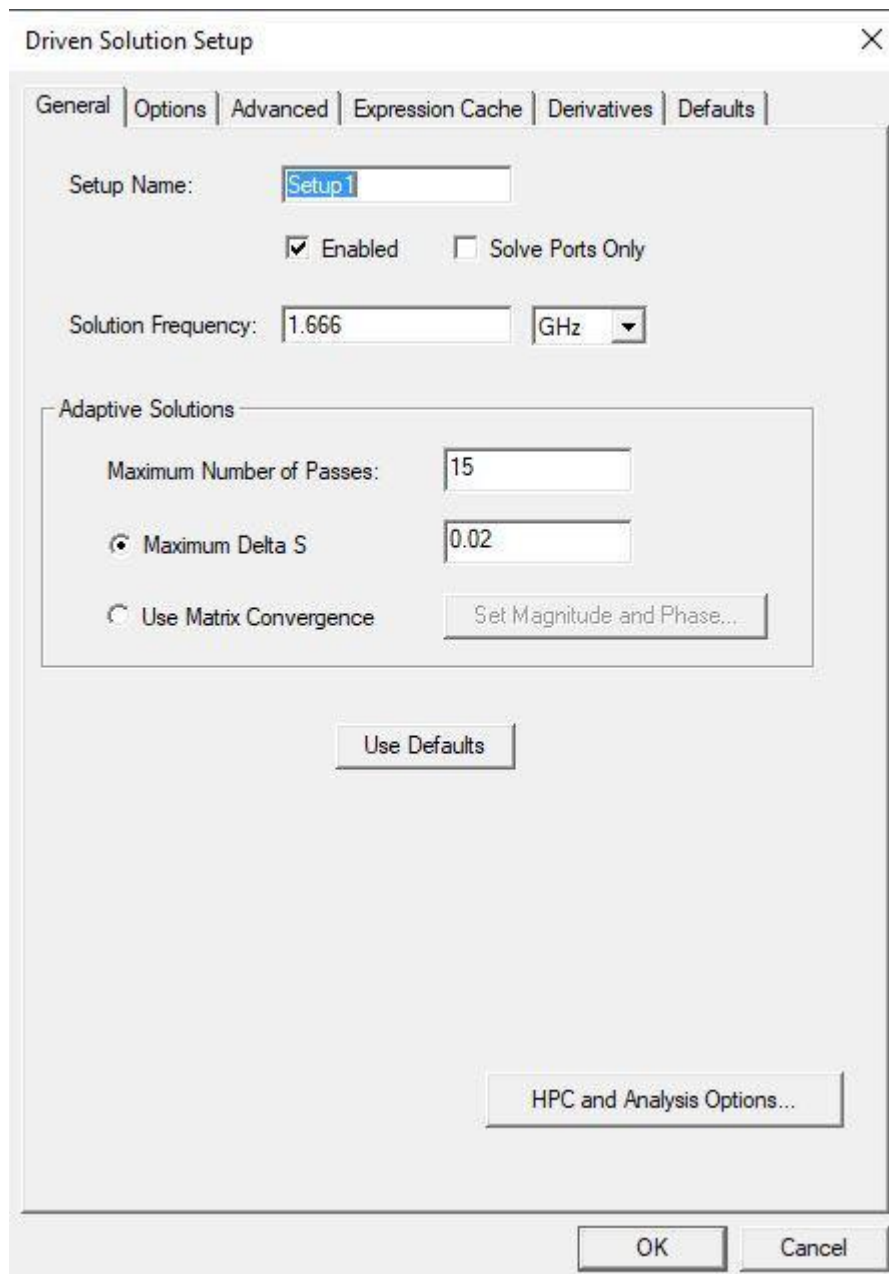 Driven Solution Setup
General Options Advanced Expression Cache Derivatives Defaults
Setup Name: Setup1
Enabled Solve Ports Only
Solution Frequency: 1.666 GHz
Adaptive Solutions
Maximum Number of Passes: 15
Maximum Delta S 0.02
Use Matrix Convergence Set Magnitude and Phase...
Use Defaults
HPC and Analysis Options...
OK Cancel